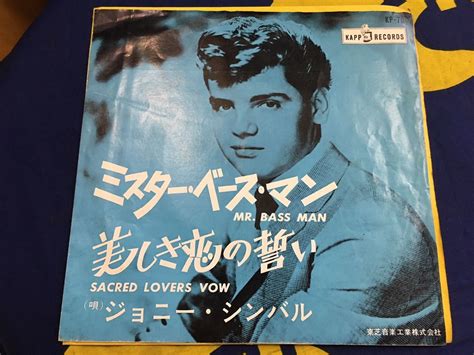 KAPP RECORDS
ミスター・ベース・マン
MR. BASS MAN
美しき恋の誓い
SACRED LOVERS VOW
(唄) ジョニー・シンバル
東芝音楽工業株式会社